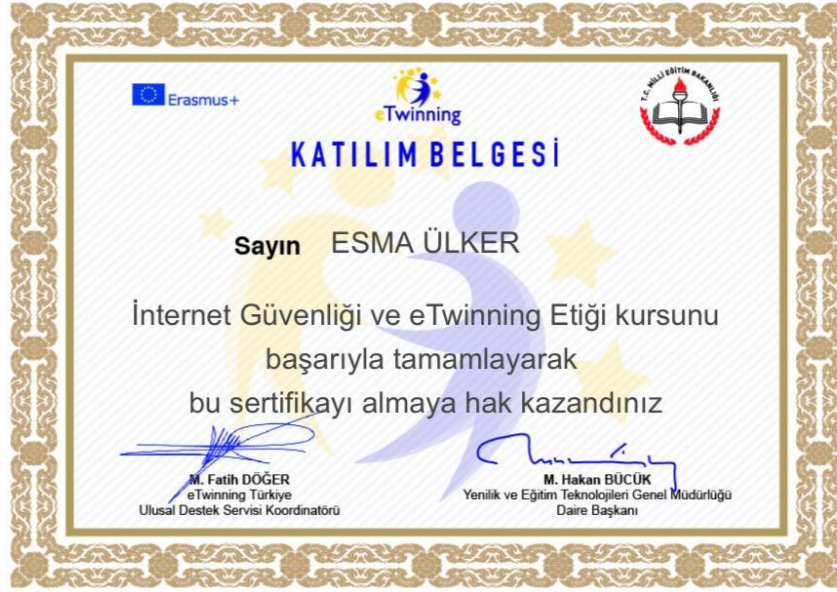 Erasmus+
eTwinning
T.C. MİLLİ EĞİTİM BAKANLIĞI
KATILIM BELGESİ
Sayın ESMA ÜLKER
İnternet Güvenliği ve eTwinning Etiği kursunu
başarıyla tamamlayarak
bu sertifikayı almaya hak kazandınız
M. Fatih DÖĞER
eTwinning Türkiye
Ulusal Destek Servisi Koordinatörü
M. Hakan BÜCÜK
Yenilik ve Eğitim Teknolojileri Genel Müdürlüğü
Daire Başkanı